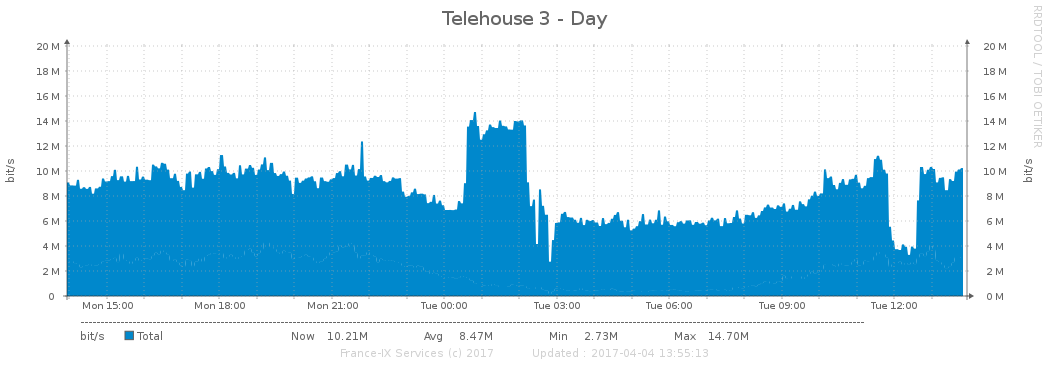 Telehouse 3 - Day
RRDTOOL / TOBI OETIKER
bit/s
20 M 20 M
18 M 18 M
16 M 16 M
14 M 14 M
12 M 12 M
10 M 10 M
8 M 8 M
6 M 6 M
4 M 4 M
2 M 2 M
0 0 M
bit/s
Mon 15:00 Mon 18:00 Mon 21:00 Tue 00:00 Tue 03:00 Tue 06:00 Tue 09:00 Tue 12:00
bit/s Total Now 10.21M Avg 8.47M Min 2.73M Max 14.70M
France-IX Services (c) 2017 Updated : 2017-04-04 13:55:13